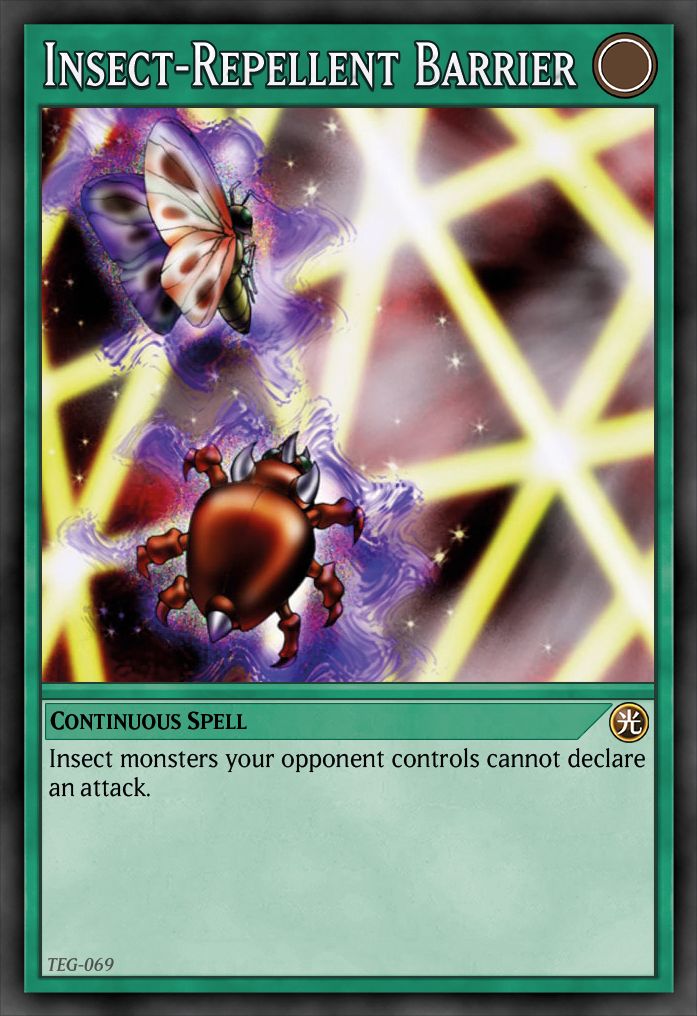 Insect-Repellent Barrier
Continuous Spell
光
Insect monsters your opponent controls cannot declare
an attack.
TEG-069